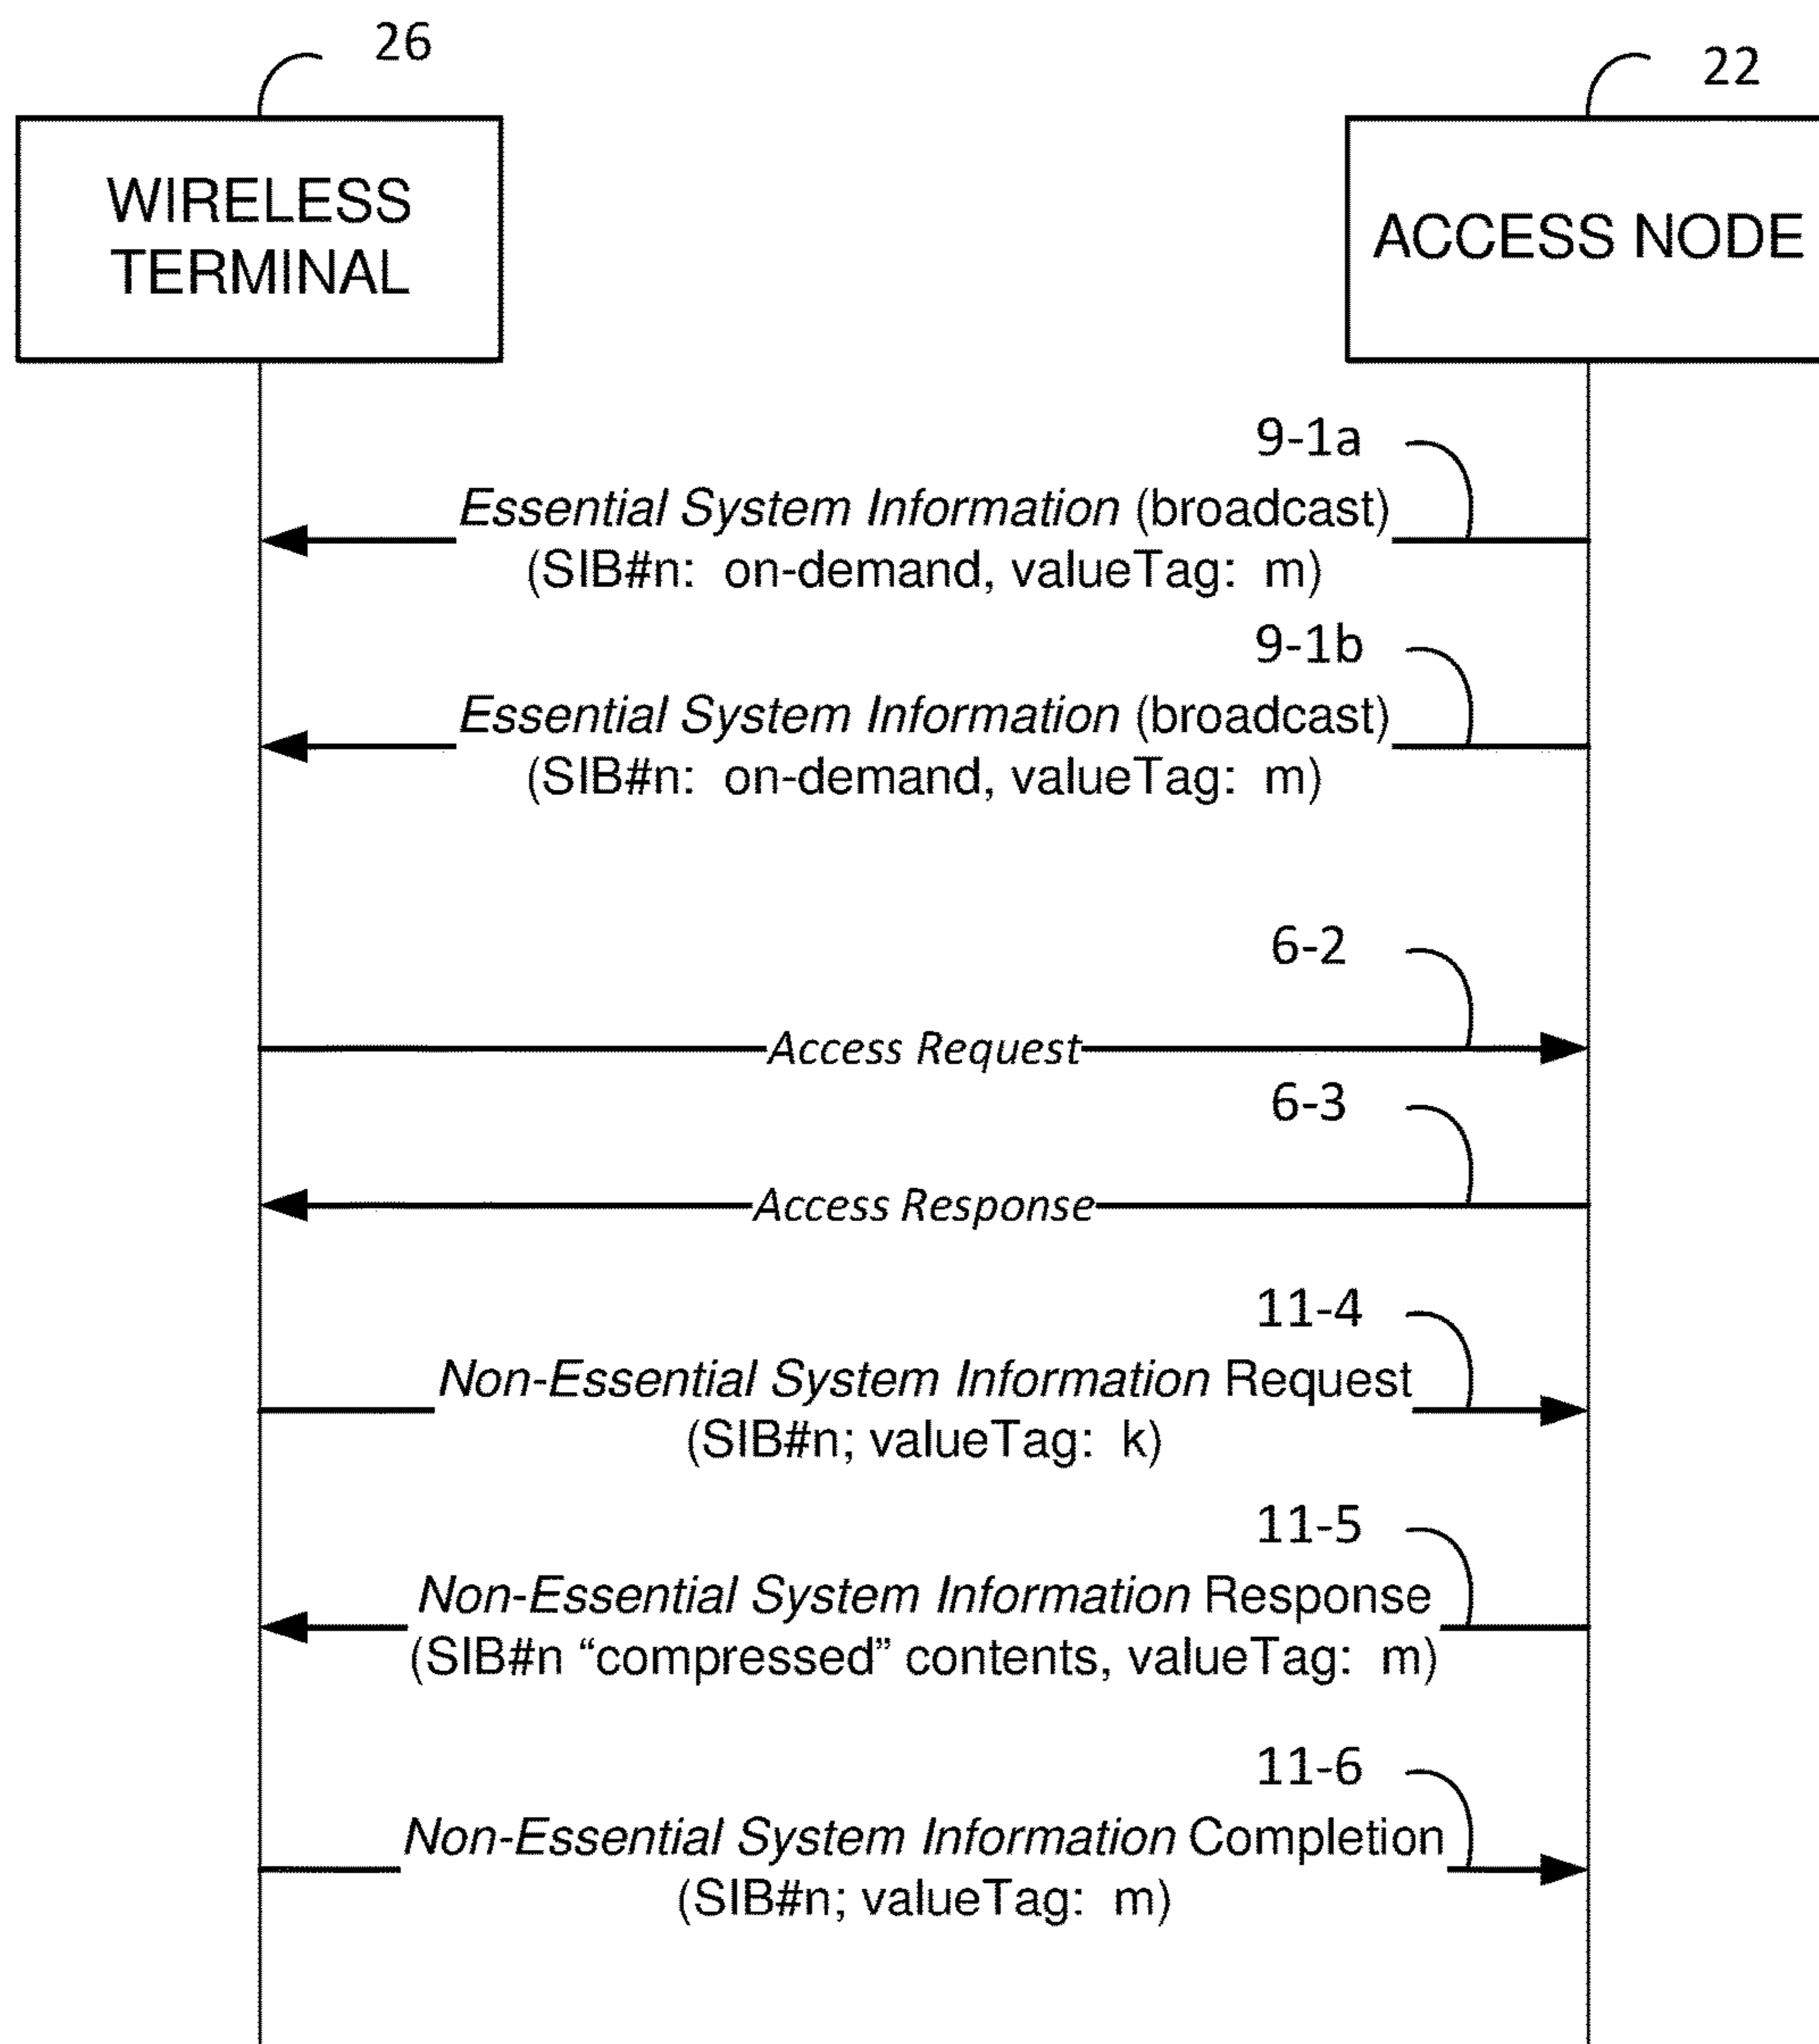 26
22
WIRELESS
TERMINAL
ACCESS NODE
9-1a
Essential System Information (broadcast)
(SIB#n: on-demand, valueTag: m)
9-1b
Essential System Information (broadcast)
(SIB#n: on-demand, valueTag: m)
6-2
Access Request
6-3
Access Response
11-4
Non-Essential System Information Request
(SIB#n; valueTag: k)
11-5
Non-Essential System Information Response
(SIB#n “compressed” contents, valueTag: m)
11-6
Non-Essential System Information Completion
(SIB#n; valueTag: m)